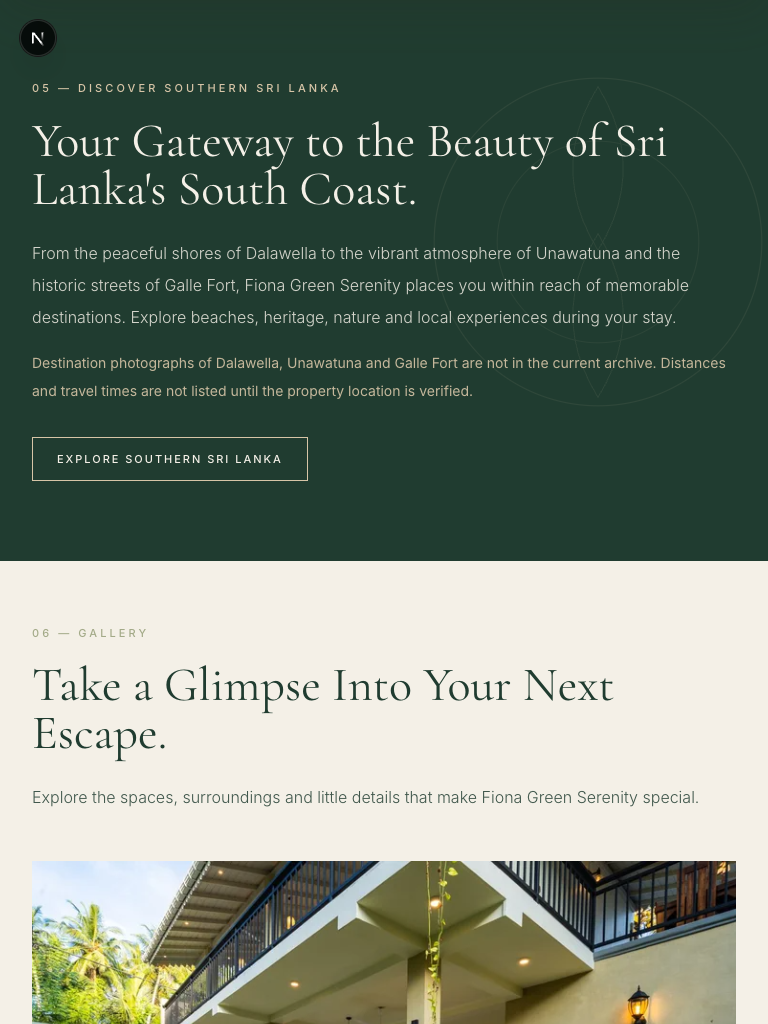 N
05 — DISCOVER SOUTHERN SRI LANKA
Your Gateway to the Beauty of Sri
Lanka's South Coast.
From the peaceful shores of Dalawella to the vibrant atmosphere of Unawatuna and the
historic streets of Galle Fort, Fiona Green Serenity places you within reach of memorable
destinations. Explore beaches, heritage, nature and local experiences during your stay.
Destination photographs of Dalawella, Unawatuna and Galle Fort are not in the current archive. Distances
and travel times are not listed until the property location is verified.
EXPLORE SOUTHERN SRI LANKA
06 — GALLERY
Take a Glimpse Into Your Next
Escape.
Explore the spaces, surroundings and little details that make Fiona Green Serenity special.